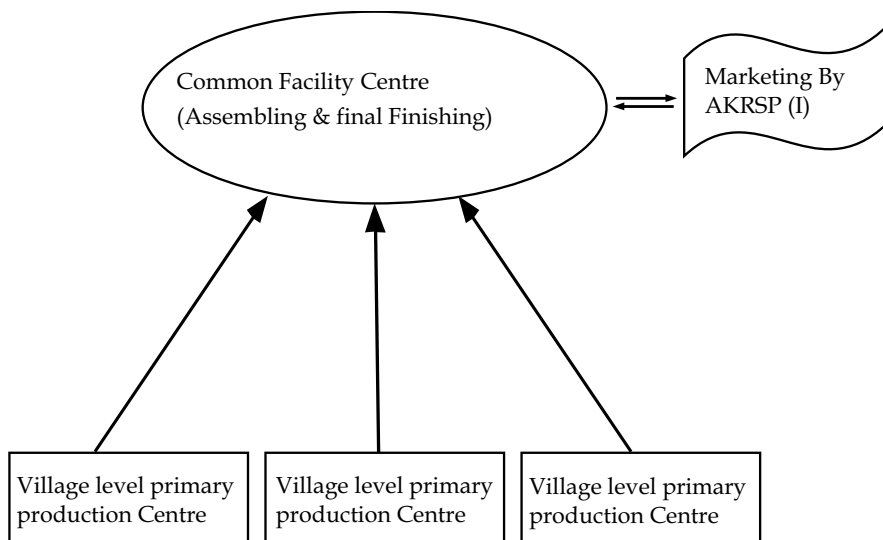 Common Facility Centre
(Assembling & final Finishing)
Marketing By
AKRSP (I)
Village level primary
production Centre
Village level primary
production Centre
Village level primary
production Centre